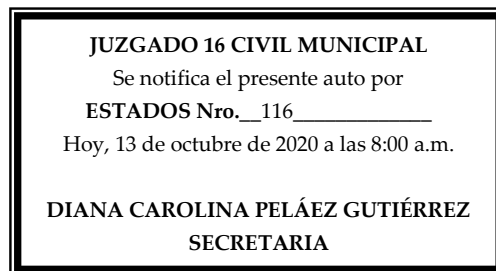 JUZGADO 16 CIVIL MUNICIPAL
Se notifica el presente auto por
ESTADOS Nro.__116_____________
Hoy, 13 de octubre de 2020 a las 8:00 a.m.
DIANA CAROLINA PELÁEZ GUTIÉRREZ
SECRETARIA